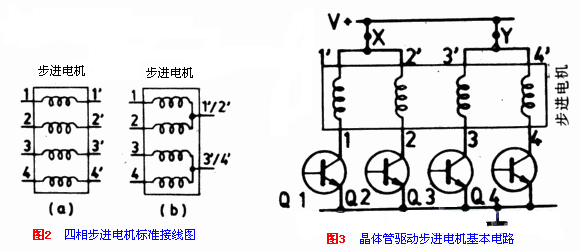 步进电机
步进电机
1 1'
2 2'
3 3'
4 4'
(a)
1
2
3
4
1'/2'
3'/4'
(b)
图2 四相步进电机标准接线图
V+
X
Y
1' 2' 3' 4'
步进电机
1 2 3 4
Q1 Q2 Q3 Q4
图3 晶体管驱动步进电机基本电路